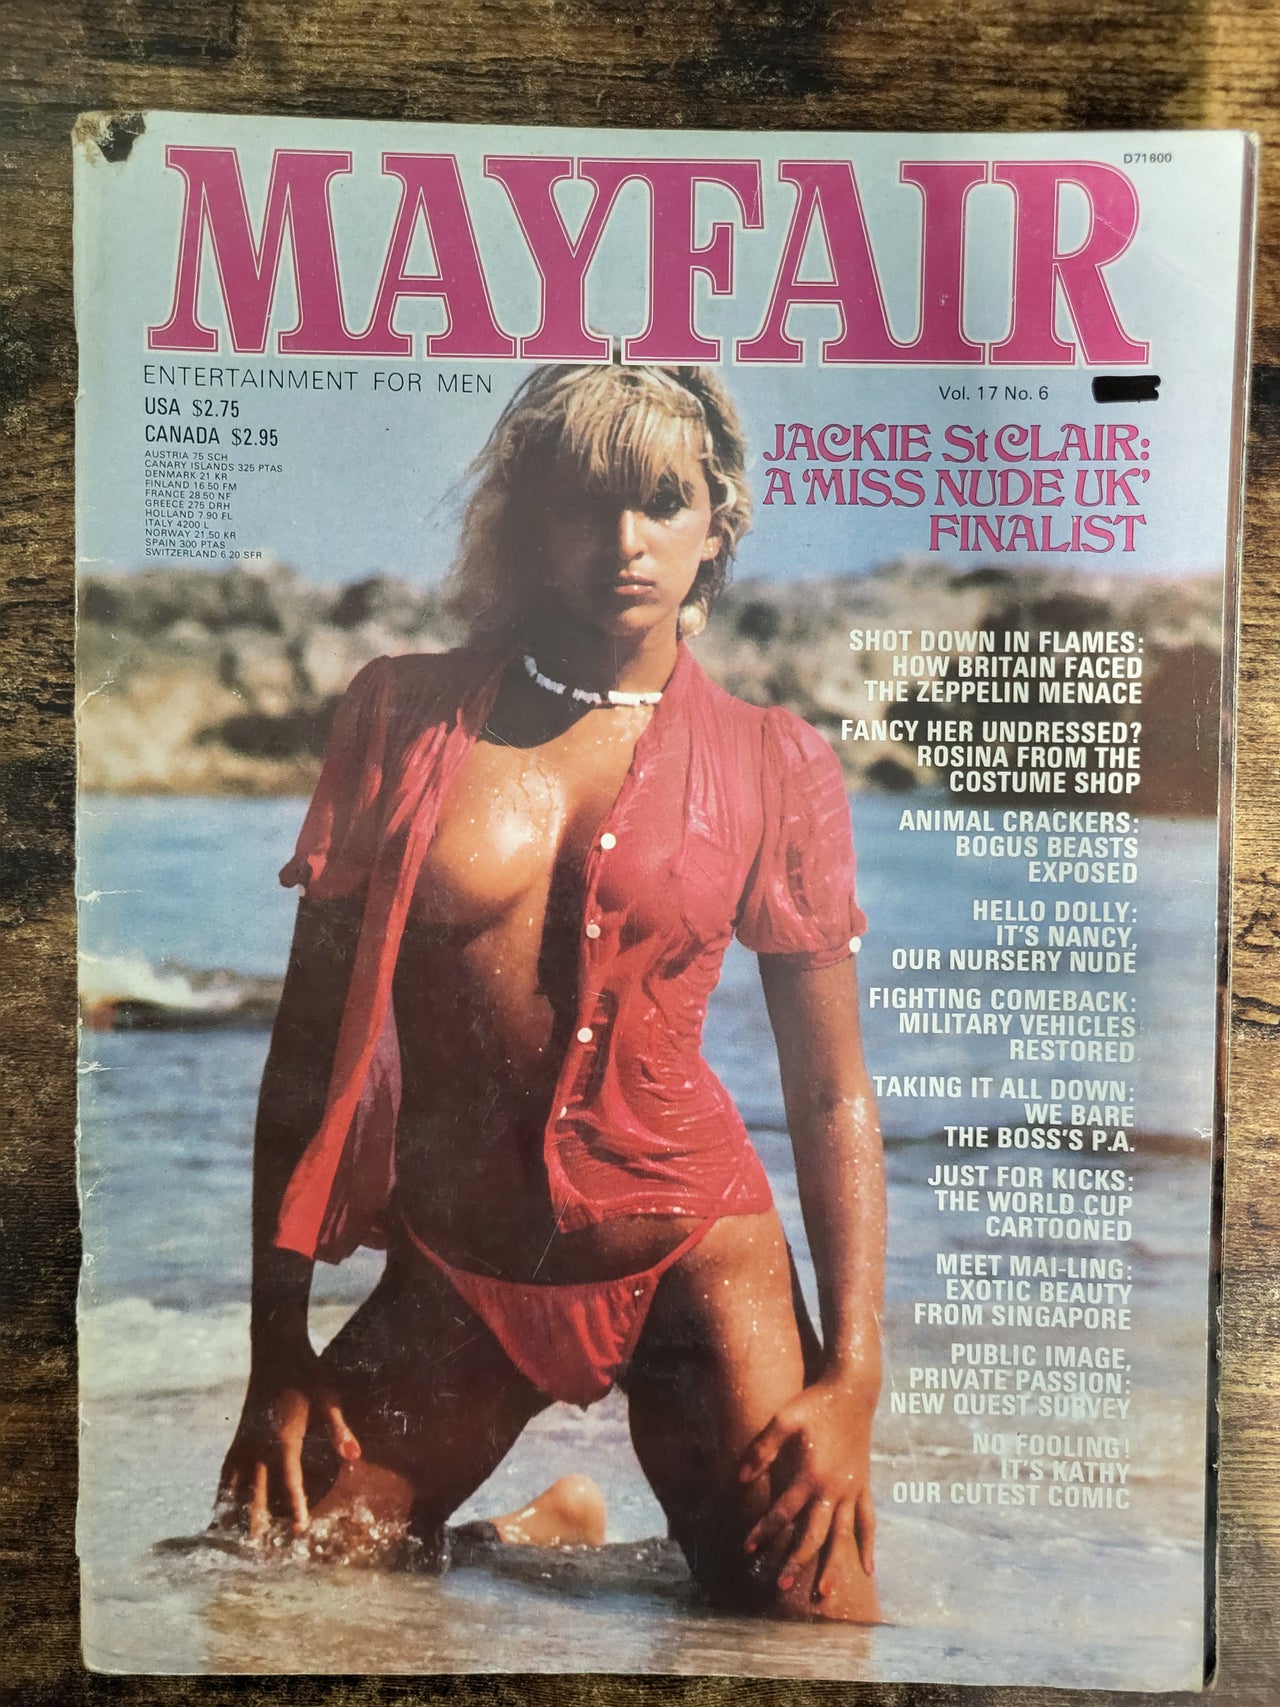 MAYFAIR
D71600
ENTERTAINMENT FOR MEN
Vol. 17 No. 6
USA $2.75
CANADA $2.95
AUSTRIA 75 SCH
CANARY ISLANDS 325 PTAS
DENMARK 21 KR
FINLAND 16.50 FM
FRANCE 28.50 NF
GREECE 275 DRH
HOLLAND 7.90 FL
ITALY 4200 L
NORWAY 21.50 KR
SPAIN 300 PTAS
SWITZERLAND 6.20 SFR
JACKIE St CLAIR:
A ‘MISS NUDE UK’
FINALIST
SHOT DOWN IN FLAMES:
HOW BRITAIN FACED
THE ZEPPELIN MENACE
FANCY HER UNDRESSED?
ROSINA FROM THE
COSTUME SHOP
ANIMAL CRACKERS:
BOGUS BEASTS
EXPOSED
HELLO DOLLY:
IT'S NANCY,
OUR NURSERY NUDE
FIGHTING COMEBACK:
MILITARY VEHICLES
RESTORED
TAKING IT ALL DOWN:
WE BARE
THE BOSS'S P.A.
JUST FOR KICKS:
THE WORLD CUP
CARTOONED
MEET MAI-LING:
EXOTIC BEAUTY
FROM SINGAPORE
PUBLIC IMAGE,
PRIVATE PASSION:
NEW QUEST SURVEY
NO FOOLING!
IT'S KATHY
OUR CUTEST COMIC